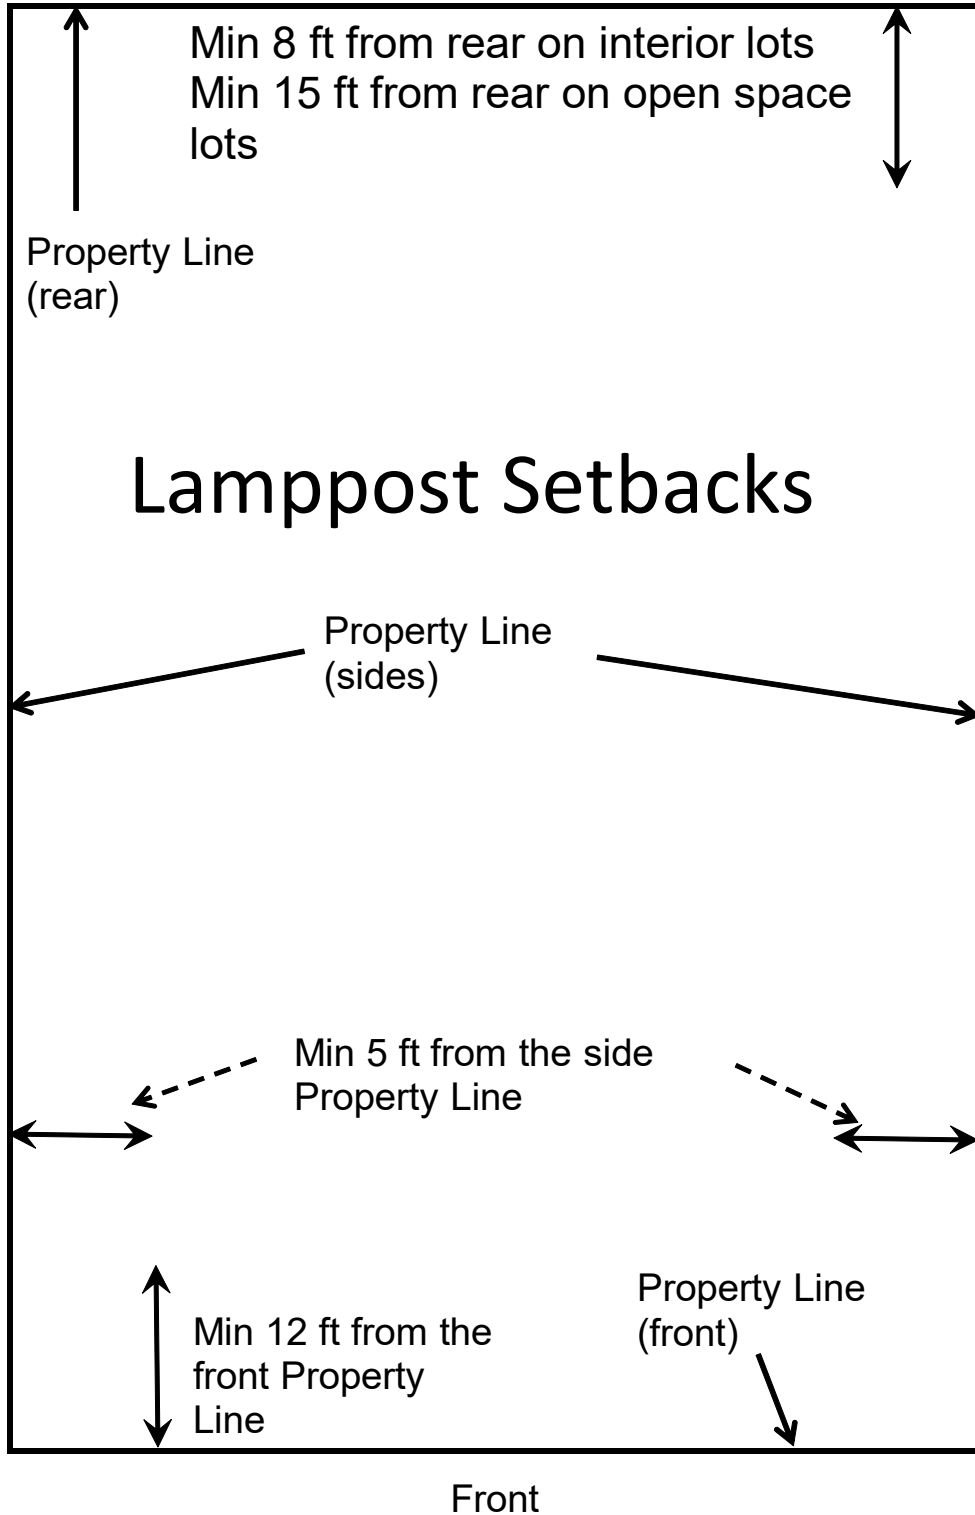 Min 8 ft from rear on interior lots
Min 15 ft from rear on open space
lots
Property Line
(rear)
Lamppost Setbacks
Property Line
(sides)
Min 5 ft from the side
Property Line
Min 12 ft from the
front Property
Line
Property Line
(front)
Front